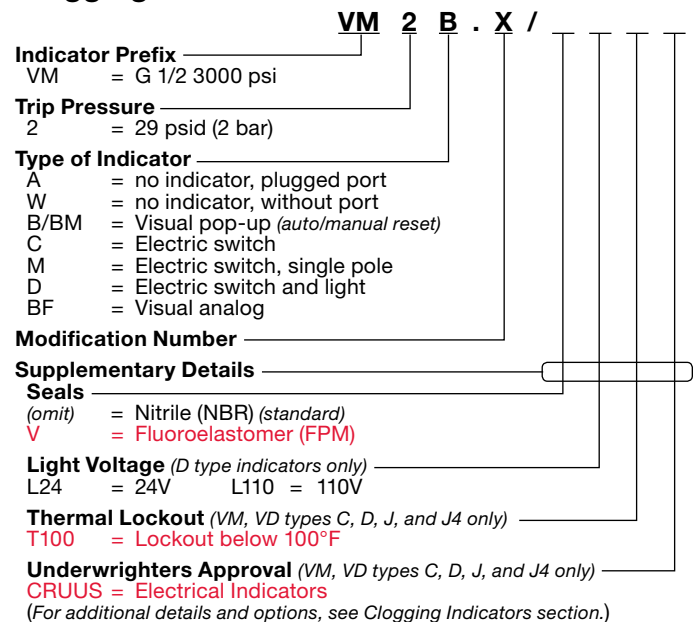 VM 2 B . X /
Indicator Prefix
VM = G 1/2 3000 psi
Trip Pressure
2 = 29 psid (2 bar)
Type of Indicator
A = no indicator, plugged port
W = no indicator, without port
B/BM = Visual pop-up (auto/manual reset)
C = Electric switch
M = Electric switch, single pole
D = Electric switch and light
BF = Visual analog
Modification Number
Supplementary Details
Seals
(omit) = Nitrile (NBR) (standard)
V = Fluoroelastomer (FPM)
Light Voltage (D type indicators only)
L24 = 24V L110 = 110V
Thermal Lockout (VM, VD types C, D, J, and J4 only)
T100 = Lockout below 100°F
Underwrighters Approval (VM, VD types C, D, J, and J4 only)
CRUUS = Electrical Indicators
(For additional details and options, see Clogging Indicators section.)